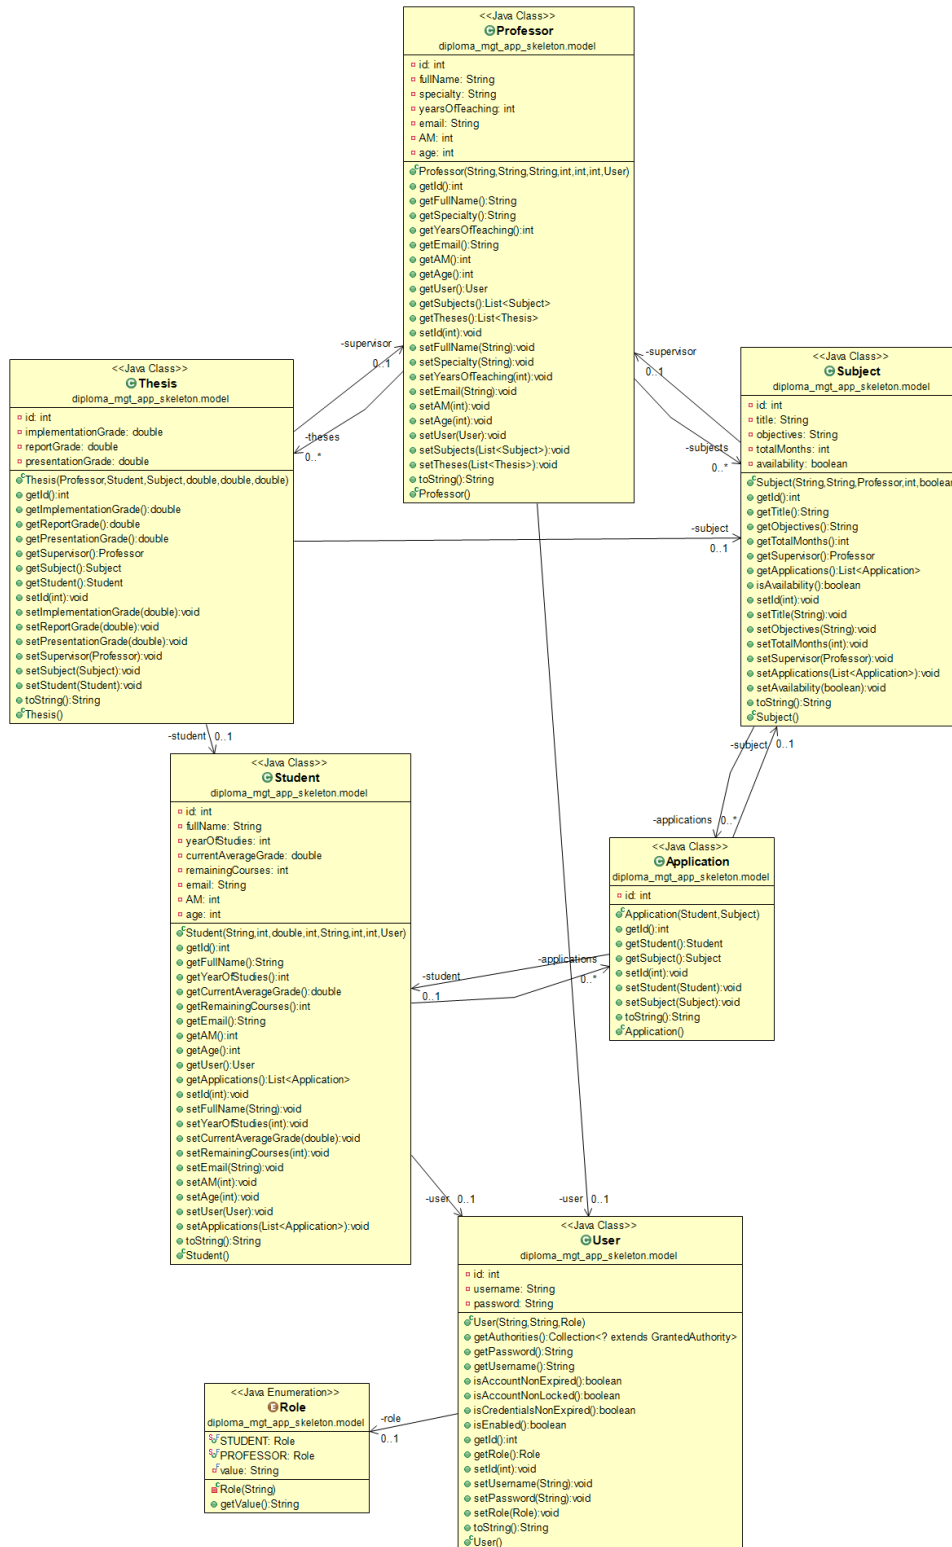 <<Java Class>>
Professor
diploma_mgt_app_skeleton.model
id: int
fullName: String
specialty: String
yearsOfTeaching: int
email: String
AM: int
age: int
Professor(String,String,String,int,int,int,User)
getId():int
getFullName():String
getSpecialty():String
getYearsOfTeaching():int
getEmail():String
getAM():int
getAge():int
getUser():User
getSubjects():List<Subject>
getTheses():List<Thesis>
setId(int):void
setFullName(String):void
setSpecialty(String):void
setYearsOfTeaching(int):void
setEmail(String):void
setAM(int):void
setAge(int):void
setUser(User):void
setSubjects(List<Subject>):void
setTheses(List<Thesis>):void
toString():String
Professor()
-supervisor
0..1
-theses
0..*
-supervisor
0..1
-subjects
0..*
<<Java Class>>
Thesis
diploma_mgt_app_skeleton.model
id: int
implementationGrade: double
reportGrade: double
presentationGrade: double
Thesis(Professor,Student,Subject,double,double,double)
getId():int
getImplementationGrade():double
getReportGrade():double
getPresentationGrade():double
getSupervisor():Professor
getSubject():Subject
getStudent():Student
setId(int):void
setImplementationGrade(double):void
setReportGrade(double):void
setPresentationGrade(double):void
setSupervisor(Professor):void
setSubject(Subject):void
setStudent(Student):void
toString():String
Thesis()
-subject
0..1
<<Java Class>>
Subject
diploma_mgt_app_skeleton.model
id: int
title: String
objectives: String
totalMonths: int
availability: boolean
Subject(String,String,Professor,int,boolean
getId():int
getTitle():String
getObjectives():String
getTotalMonths():int
getSupervisor():Professor
getApplications():List<Application>
isAvailability():boolean
setId(int):void
setTitle(String):void
setObjectives(String):void
setTotalMonths(int):void
setSupervisor(Professor):void
setApplications(List<Application>):void
setAvailability(boolean):void
toString():String
Subject()
-student 0..1
-subject 0..1
-applications 0..*
<<Java Class>>
Student
diploma_mgt_app_skeleton.model
id: int
fullName: String
yearOfStudies: int
currentAverageGrade: double
remainingCourses: int
email: String
AM: int
age: int
Student(String,int,double,int,String,int,int,User)
getId():int
getFullName():String
getYearOfStudies():int
getCurrentAverageGrade():double
getRemainingCourses():int
getEmail():String
getAM():int
getAge():int
getUser():User
getApplications():List<Application>
setId(int):void
setFullName(String):void
setYearOfStudies(int):void
setCurrentAverageGrade(double):void
setRemainingCourses(int):void
setEmail(String):void
setAM(int):void
setAge(int):void
setUser(User):void
setApplications(List<Application>):void
toString():String
Student()
<<Java Class>>
Application
diploma_mgt_app_skeleton.model
id: int
Application(Student,Subject)
getId():int
getStudent():Student
getSubject():Subject
setId(int):void
setStudent(Student):void
setSubject(Subject):void
toString():String
Application()
-applications
0..*
-student
0..1
-user 0..1
-user 0..1
<<Java Class>>
User
diploma_mgt_app_skeleton.model
id: int
username: String
password: String
User(String,String,Role)
getAuthorities():Collection<? extends GrantedAuthority>
getPassword():String
getUsername():String
isAccountNonExpired():boolean
isAccountNonLocked():boolean
isCredentialsNonExpired():boolean
isEnabled():boolean
getId():int
getRole():Role
setId(int):void
setUsername(String):void
setPassword(String):void
setRole(Role):void
toString():String
User()
-role
0..1
<<Java Enumeration>>
Role
diploma_mgt_app_skeleton.model
STUDENT: Role
PROFESSOR: Role
value: String
Role(String)
getValue():String